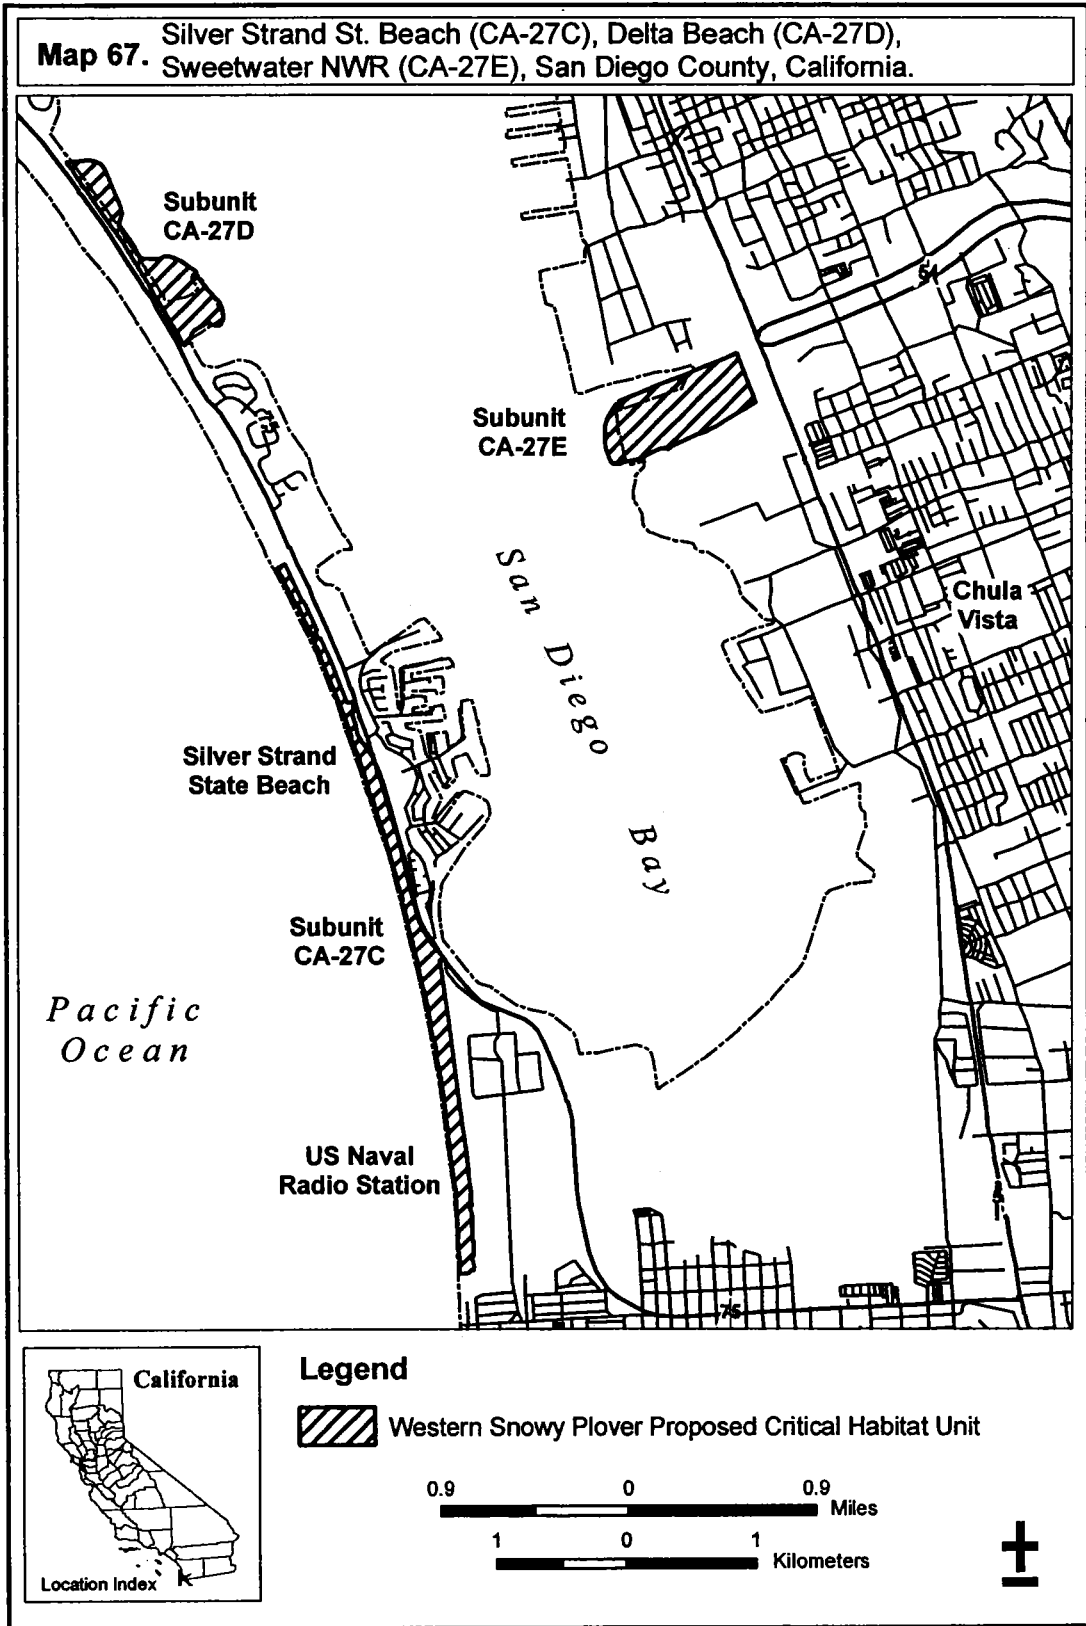 Map 67.
Silver Strand St. Beach (CA-27C), Delta Beach (CA-27D),
Sweetwater NWR (CA-27E), San Diego County, California.
Subunit
CA-27D
54
Subunit
CA-27E
San Diego Bay
Chula
Vista
Silver Strand
State Beach
Subunit
CA-27C
Pacific
Ocean
US Naval
Radio Station
75
California
Location Index
Legend
Western Snowy Plover Proposed Critical Habitat Unit
0.9 0 0.9
Miles
1 0 1
Kilometers